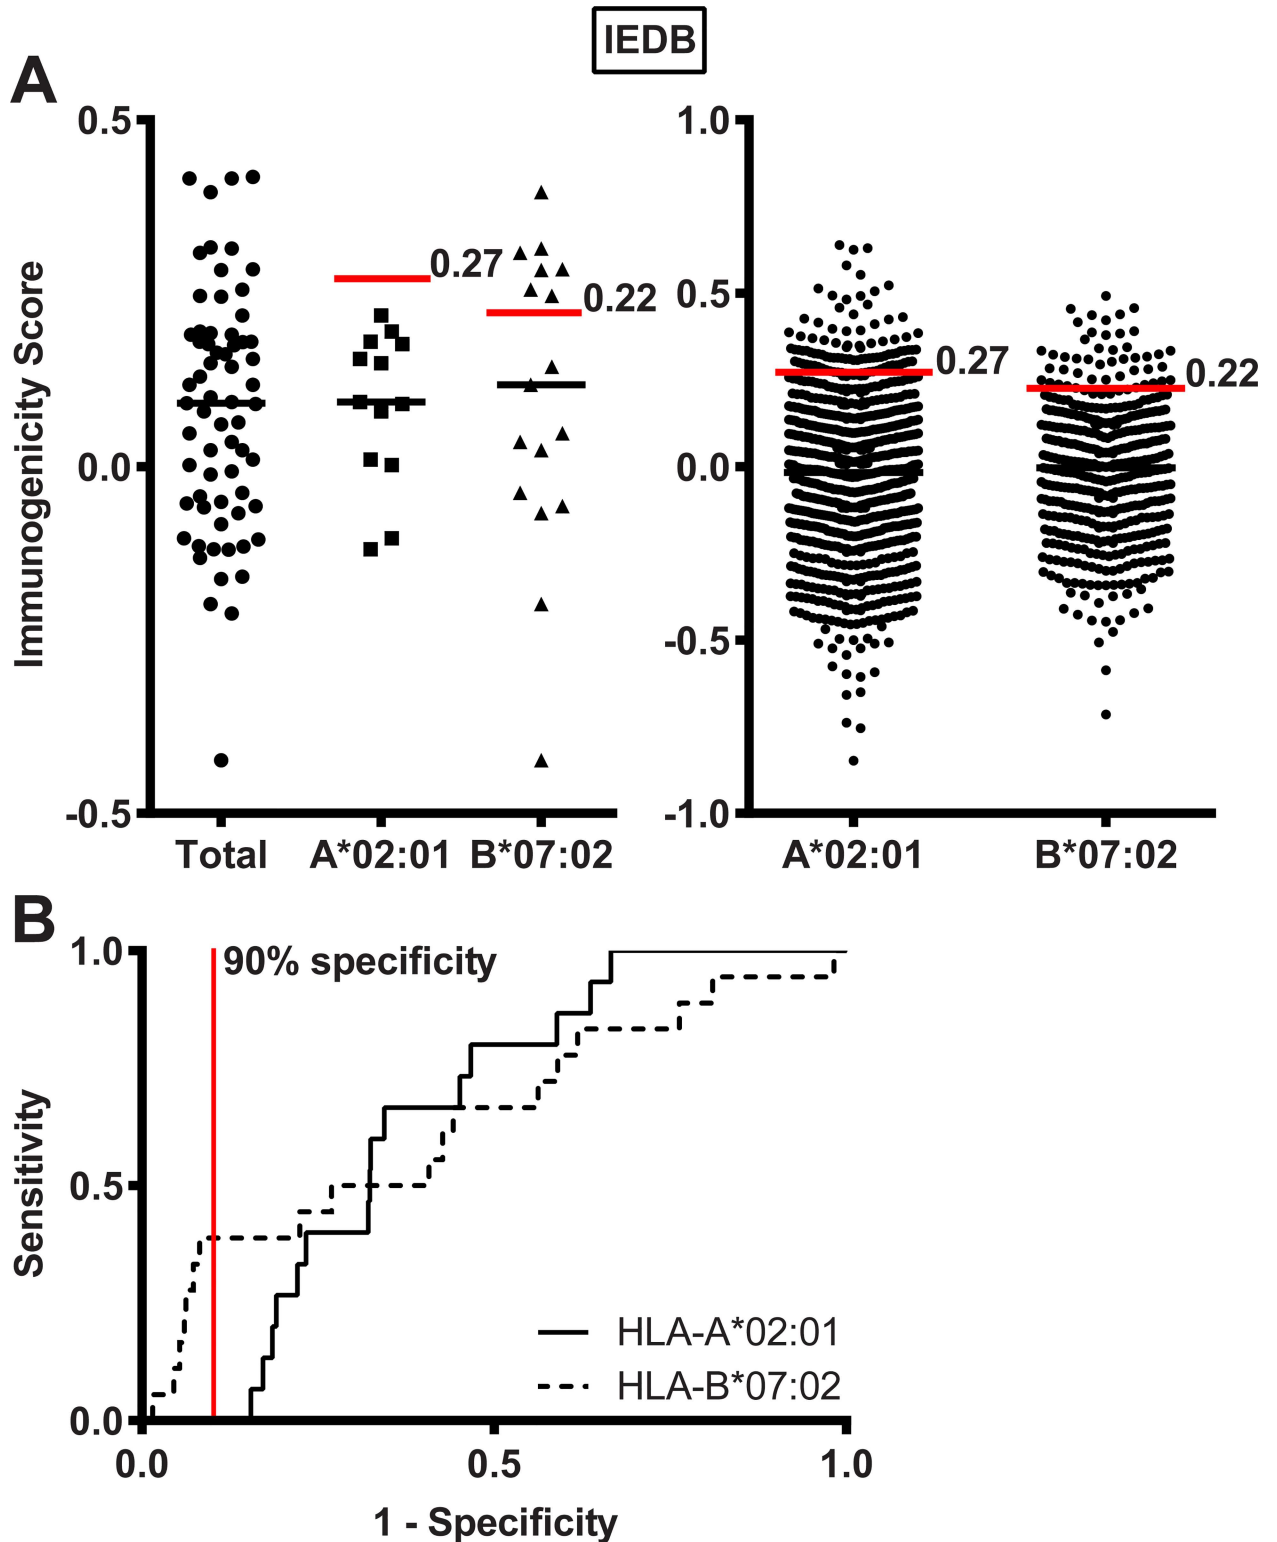 IEDB
A
Immunogenicity Score
0.5
0.0
-0.5
0.27
0.22
Total
A*02:01
B*07:02
1.0
0.5
0.0
-0.5
-1.0
0.27
0.22
A*02:01
B*07:02
B
Sensitivity
1.0
0.5
0.0
90% specificity
HLA-A*02:01
HLA-B*07:02
0.0
0.5
1.0
1 - Specificity